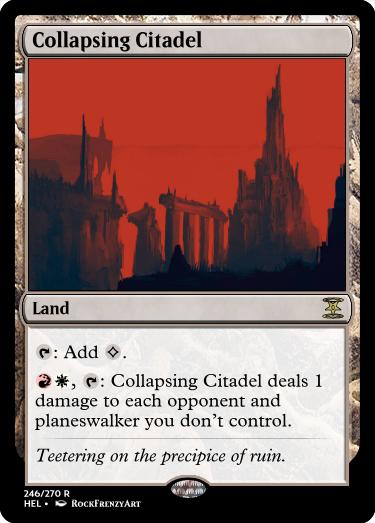 Collapsing Citadel
Land
: Add .
, : Collapsing Citadel deals 1
damage to each opponent and
planeswalker you don't control.
Teetering on the precipice of ruin.
246/270 R
HEL • RockFrenzyArt